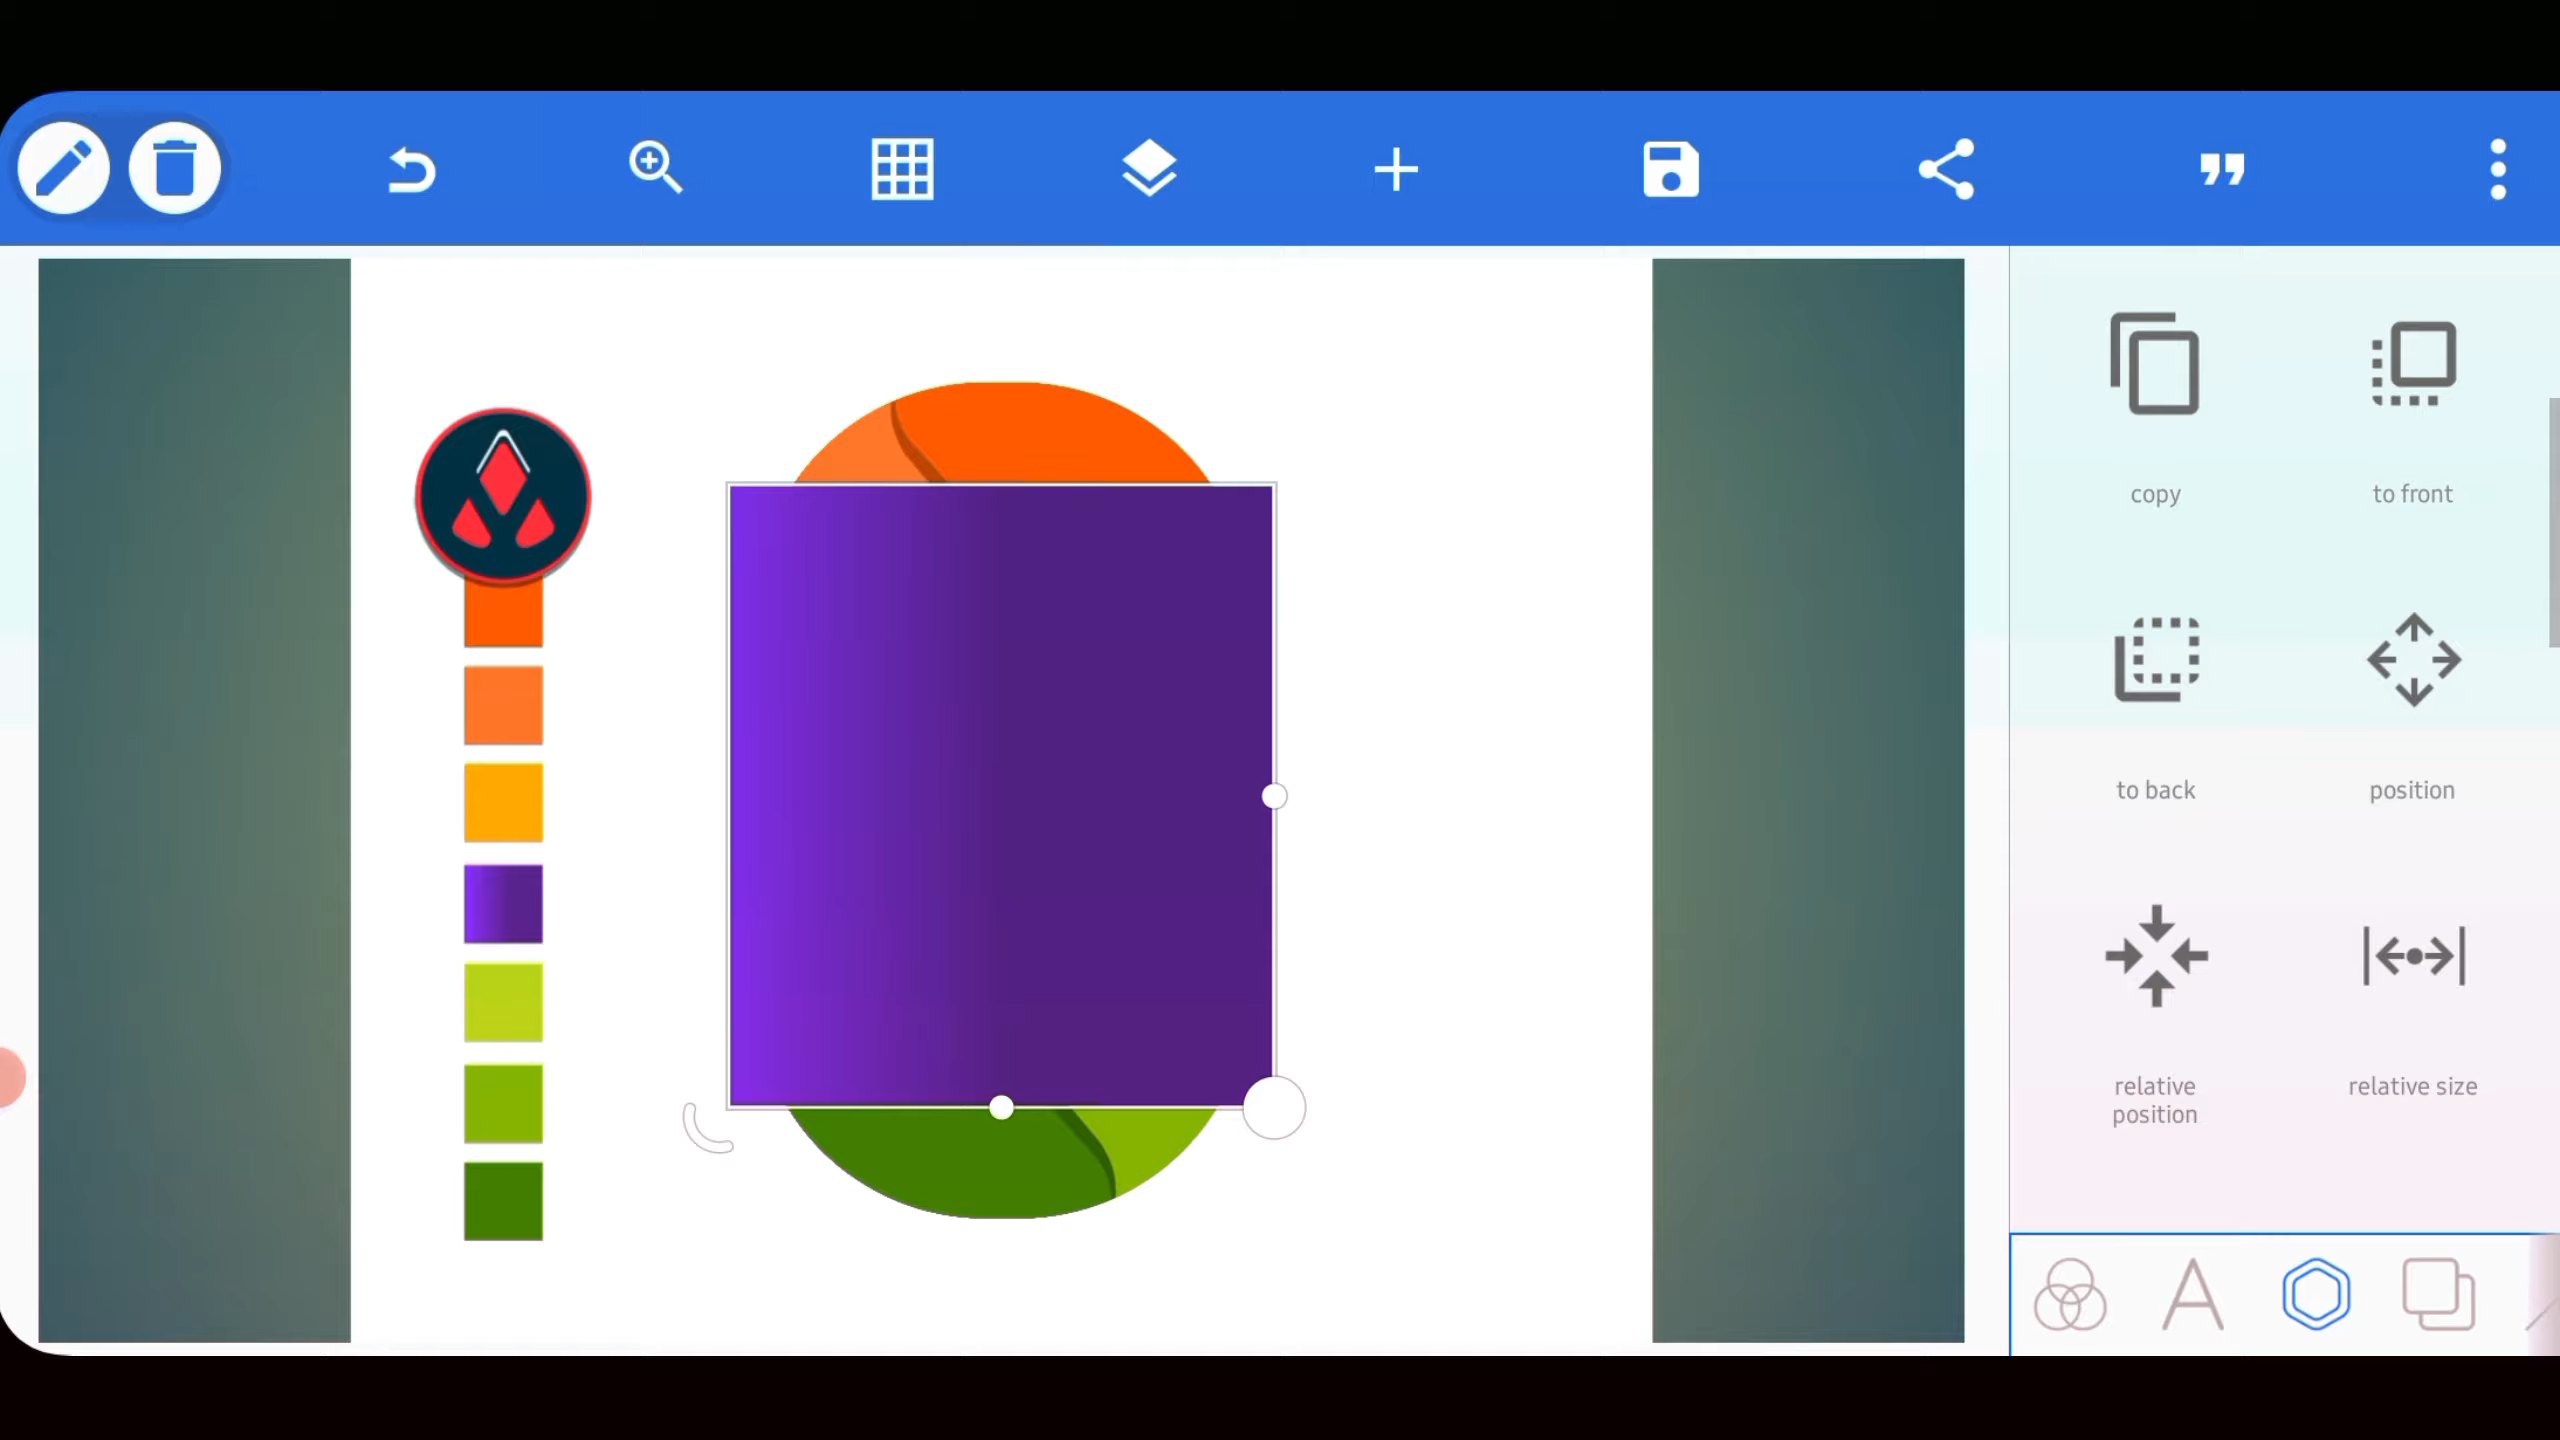 copy
to front
to back
position
relative
position
relative size